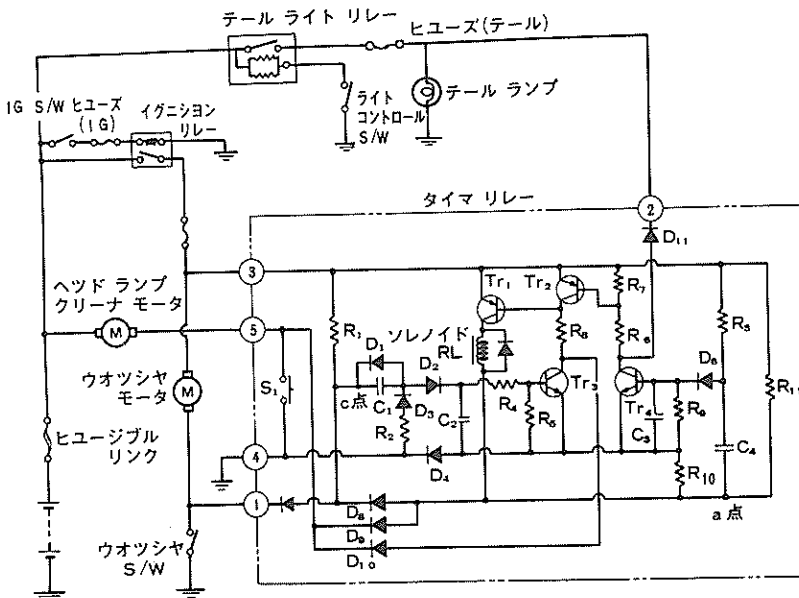 テール ライト リレー
ヒユーズ(テール)
テール ランプ
ライト
コントロール
S/W
IG S/W
ヒユーズ
(IG)
イグニシヨン
リレー
タイマ リレー
2
D11
3
ヘツド ランプ
クリーナ モータ
M
5
Tr1
Tr2
R7
R1
ソレノイド
RL
R8
R6
D1
D2
D6
c点
C1
D3
R4
Tr3
Tr4
S1
R2
C2
R5
C3
R9
C4
ウオツシヤ
モータ
M
ヒユージブル
リンク
4
D4
R10
1
D8
a点
D9
D10
ウオツシヤ
S/W